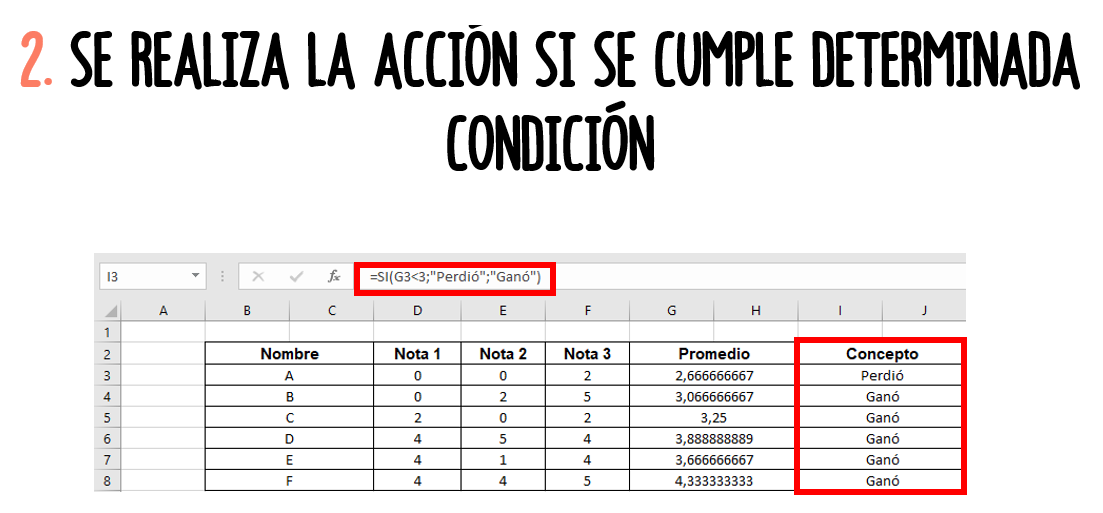 2. SE REALIZA LA ACCIÓN SI SE CUMPLE DETERMINADA
CONDICIÓN
I3 fx =SI(G3<3;"Perdió";"Ganó")
A B C D E F G H I J
1
2 Nombre Nota 1 Nota 2 Nota 3 Promedio Concepto
3 A 0 0 2 2,666666667 Perdió
4 B 0 2 5 3,066666667 Ganó
5 C 2 0 2 3,25 Ganó
6 D 4 5 4 3,888888889 Ganó
7 E 4 1 4 3,666666667 Ganó
8 F 4 4 5 4,333333333 Ganó